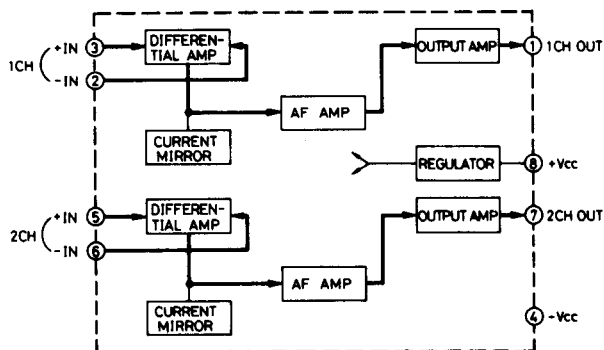 1CH
+IN
3
-IN
2
DIFFEREN-
TIAL AMP
CURRENT
MIRROR
AF AMP
OUTPUT AMP
1
1CH OUT
REGULATOR
8
+Vcc
2CH
+IN
5
-IN
6
DIFFEREN-
TIAL AMP
CURRENT
MIRROR
AF AMP
OUTPUT AMP
7
2CH OUT
4
-Vcc